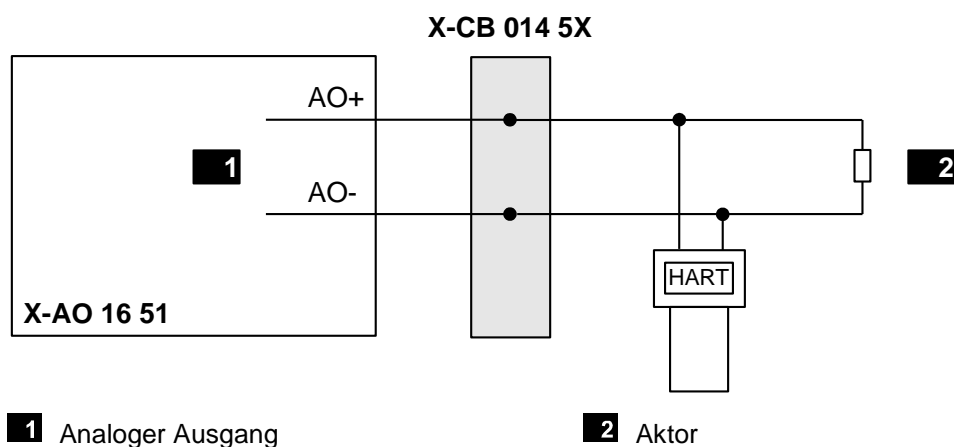 X-CB 014 5X
AO+
1
2
AO-
HART
X-AO 16 51
1 Analoger Ausgang
2 Aktor